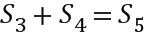 S₃ + S₄ = S₅